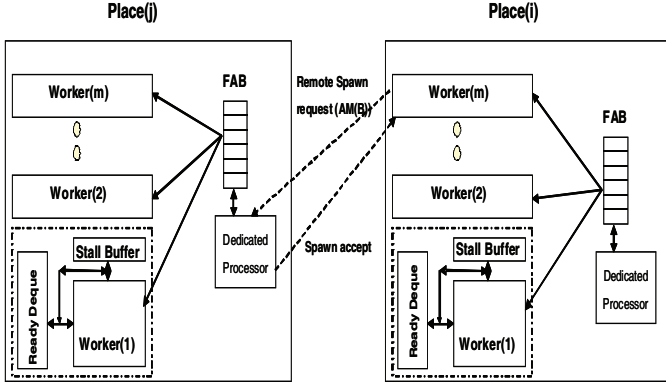 Place(j)
Place(i)
Worker(m)
FAB
Worker(2)
Stall Buffer
Ready Deque
Worker(1)
Dedicated
Processor
Remote Spawn
request (AM(B))
Spawn accept
Worker(m)
FAB
Worker(2)
Stall Buffer
Ready Deque
Worker(1)
Dedicated
Processor